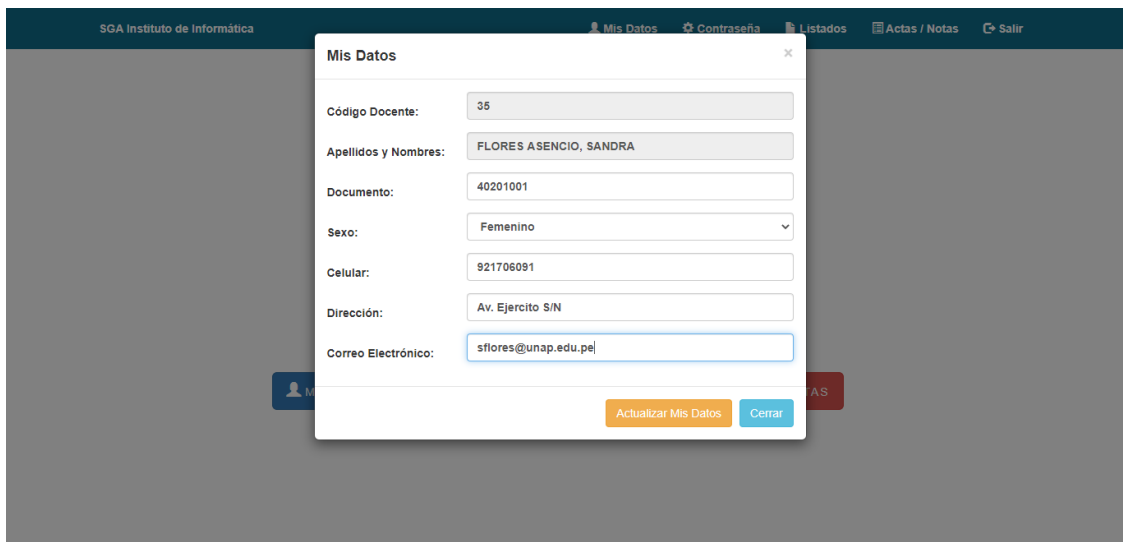 SGA Instituto de Informática Mis Datos Contraseña Listados Actas / Notas Salir
Mis Datos ×
Código Docente: 35
Apellidos y Nombres: FLORES ASENCIO, SANDRA
Documento: 40201001
Sexo: Femenino
Celular: 921706091
Dirección: Av. Ejercito S/N
Correo Electrónico: sflores@unap.edu.pe
Actualizar Mis Datos Cerrar